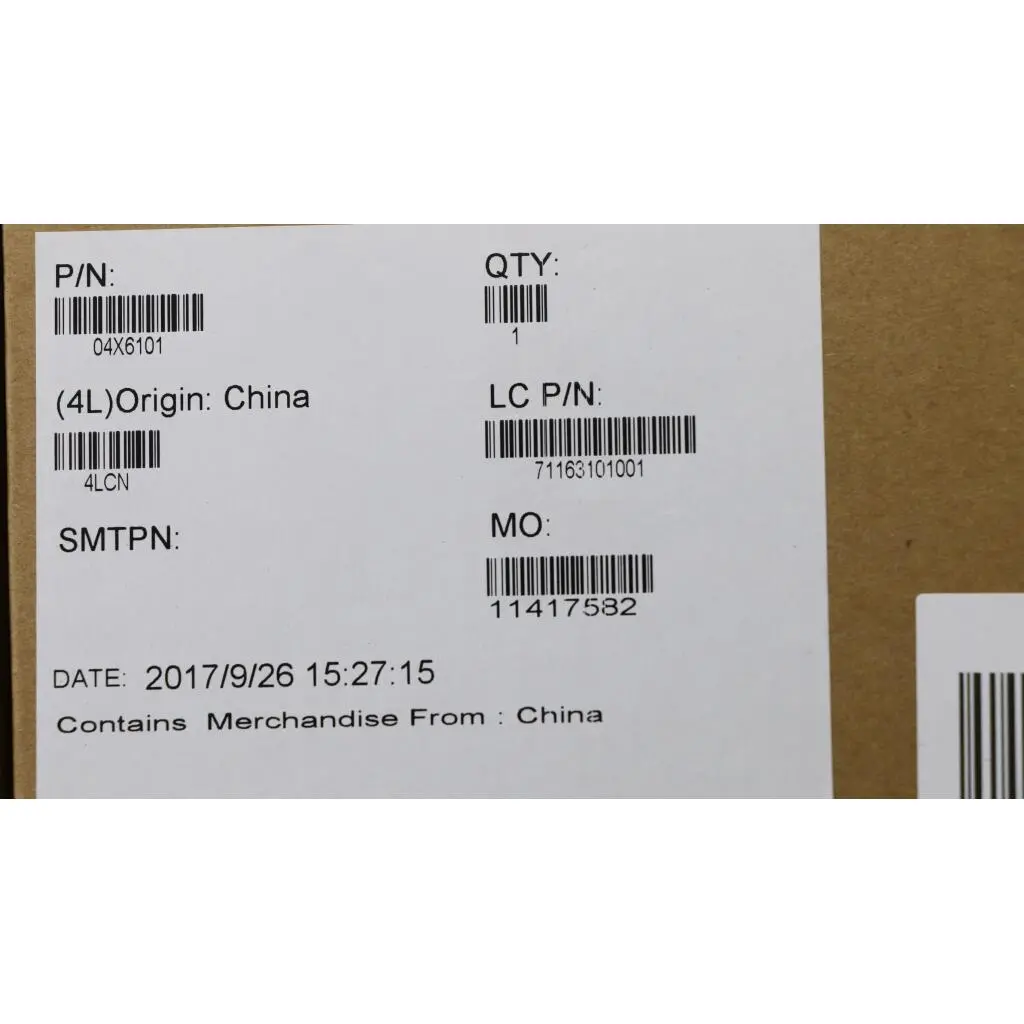 P/N:
04X6101
QTY:
1
(4L)Origin: China
4LCN
LC P/N:
71163101001
SMTPN:
MO:
11417582
DATE: 2017/9/26 15:27:15
Contains Merchandise From : China